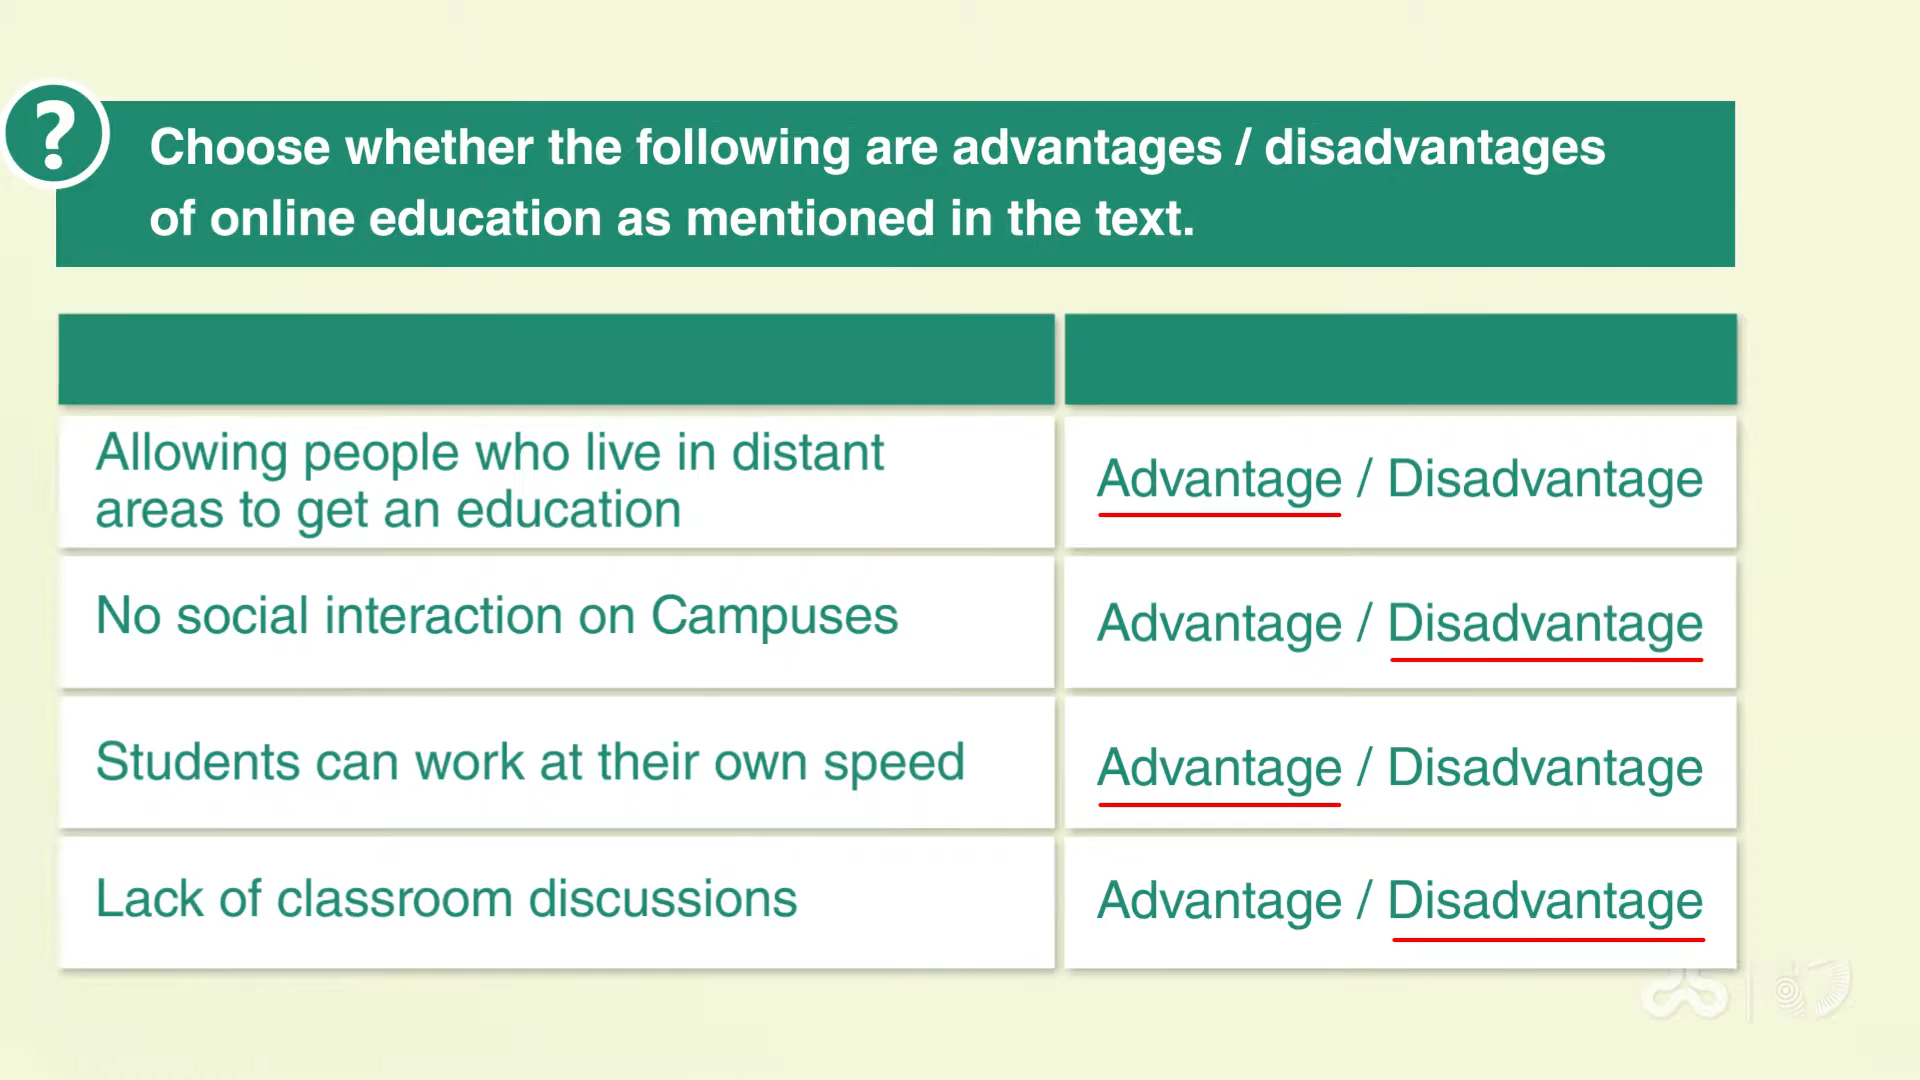 ?
Choose whether the following are advantages / disadvantages
of online education as mentioned in the text.
Allowing people who live in distant
areas to get an education
Advantage / Disadvantage
No social interaction on Campuses
Advantage / Disadvantage
Students can work at their own speed
Advantage / Disadvantage
Lack of classroom discussions
Advantage / Disadvantage